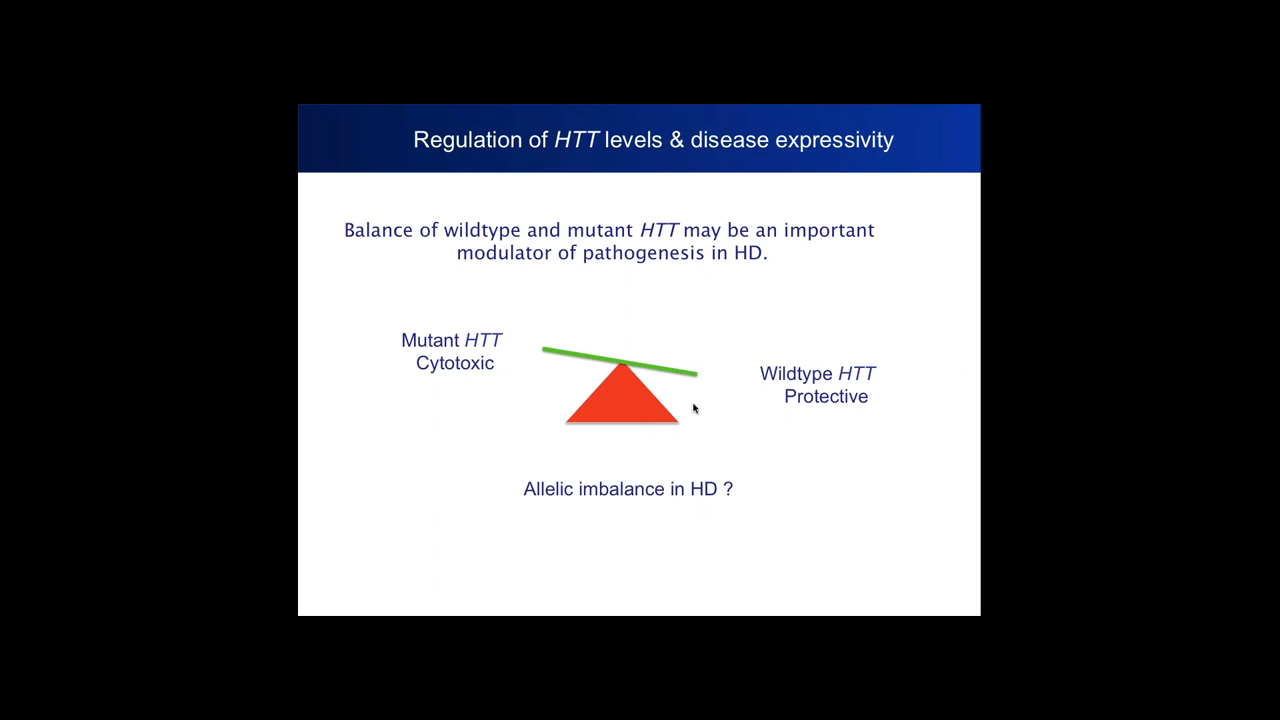 Regulation of HTT levels & disease expressivity
Balance of wildtype and mutant HTT may be an important
modulator of pathogenesis in HD.
Mutant HTT
Cytotoxic
Wildtype HTT
Protective
Allelic imbalance in HD ?